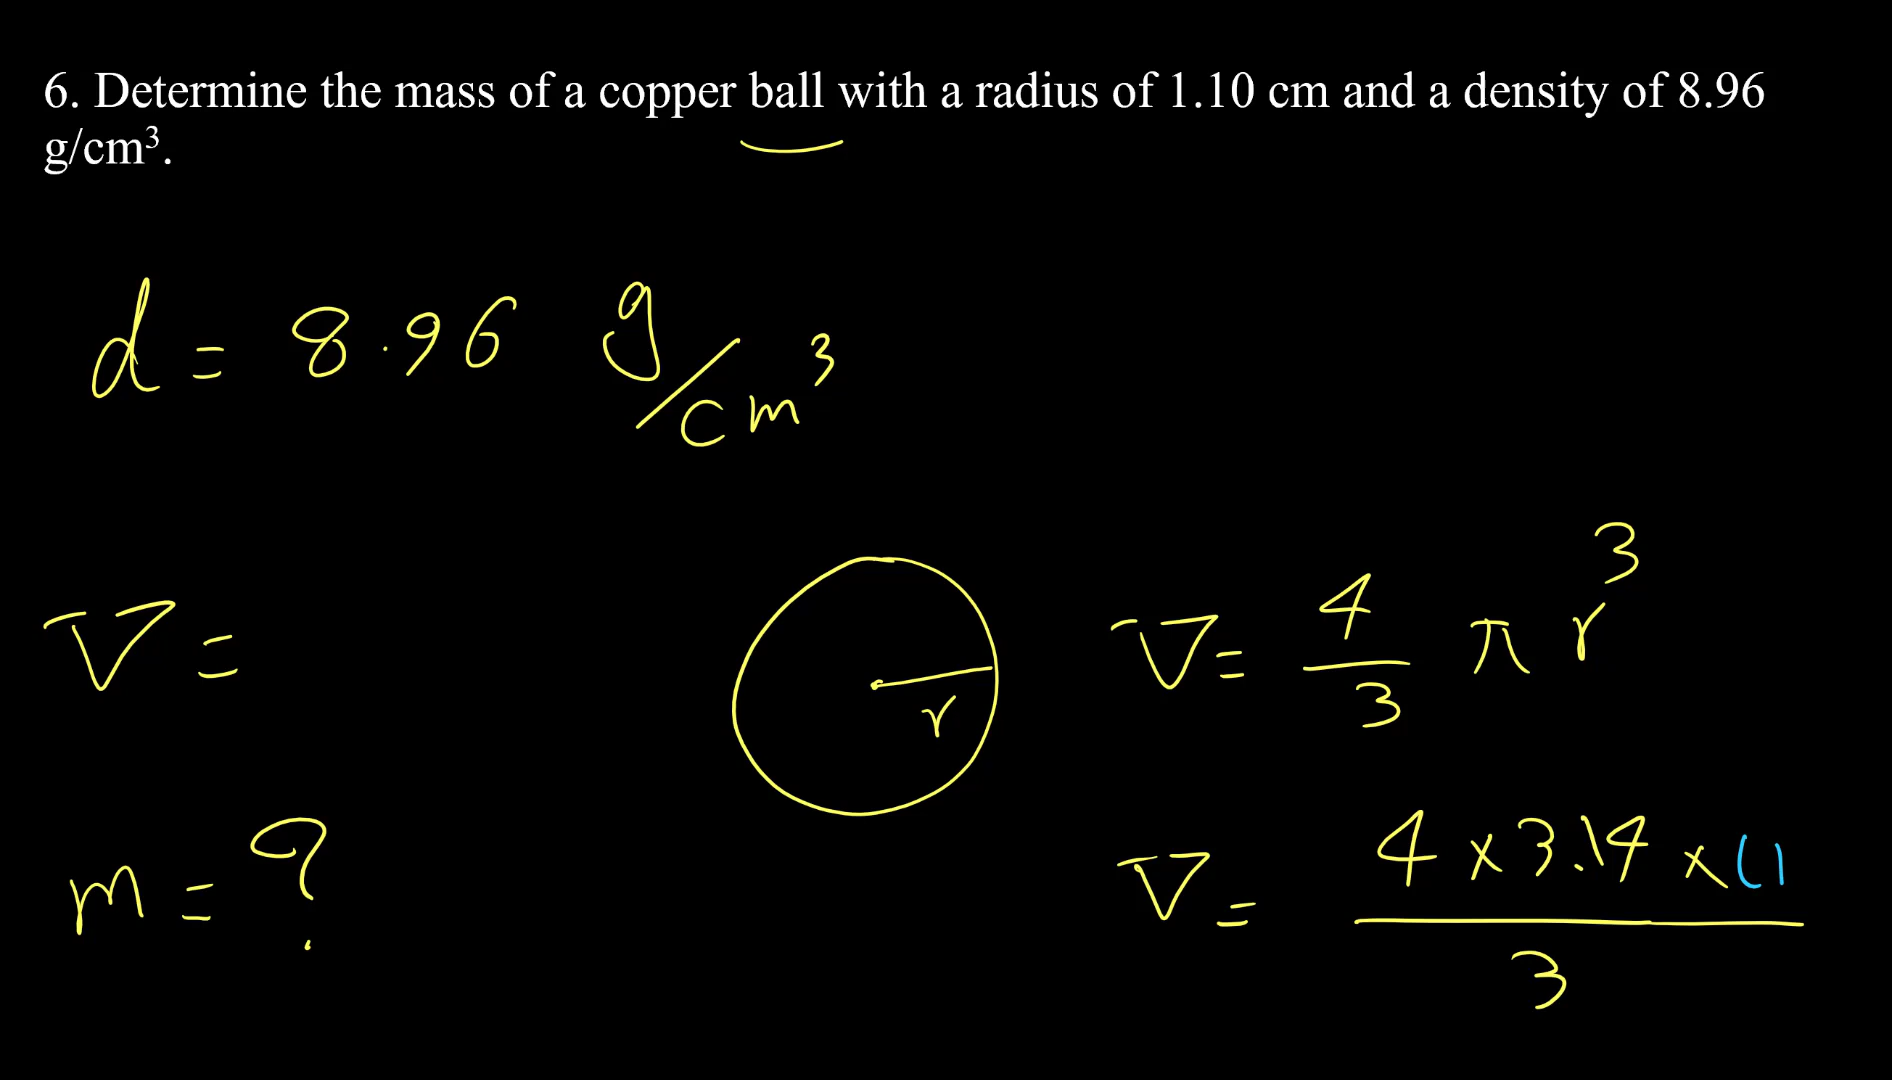 6. Determine the mass of a copper ball with a radius of 1.10 cm and a density of 8.96
g/cm³.
d = 8.96 g/cm³
V =
r
V = 4/3 π r³
m = ?
V = 4 x 3.14 x (1 / 3